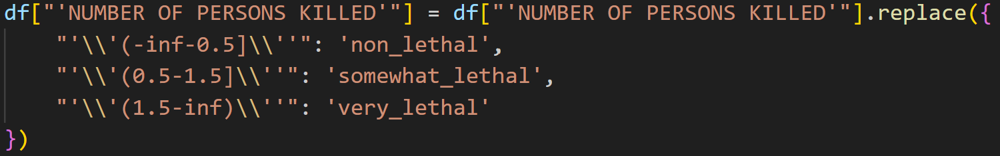 df["'NUMBER OF PERSONS KILLED'"] = df["'NUMBER OF PERSONS KILLED'"].replace({
    "'\\'(-inf-0.5]\\''": 'non_lethal',
    "'\\'(0.5-1.5]\\''": 'somewhat_lethal',
    "'\\'(1.5-inf)\\''": 'very_lethal'
})